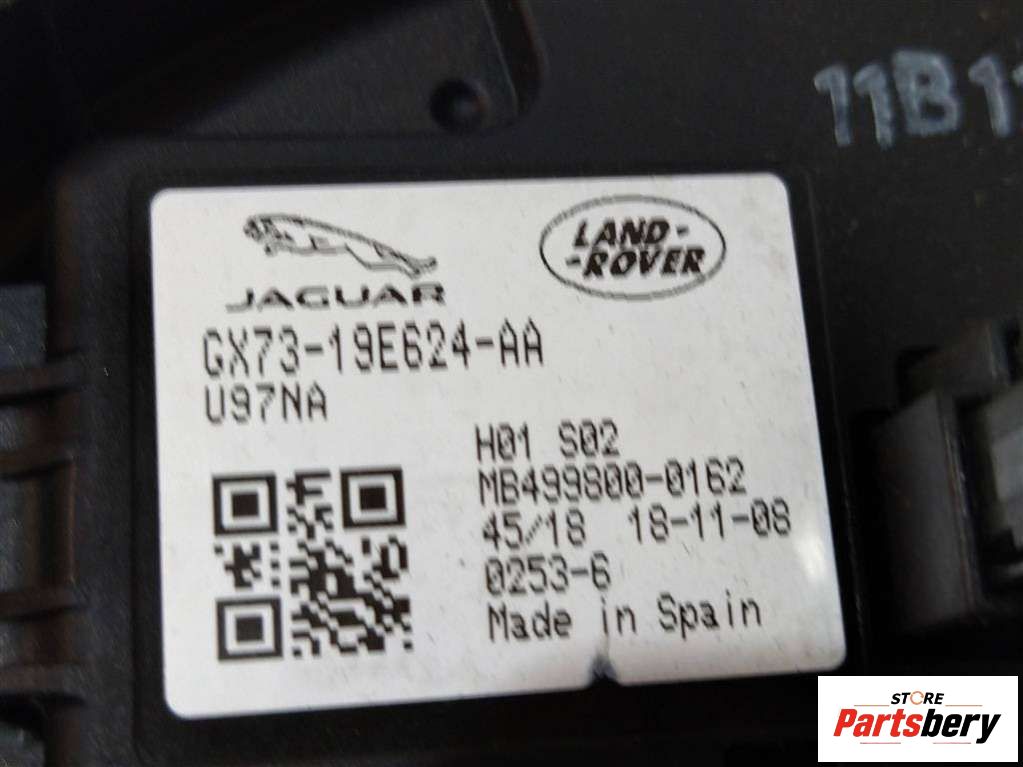 11B1
JAGUAR
LAND-
-ROVER
GX73-19E624-AA
U97NA
H01 S02
MB499800-0162
45/18 18-11-08
0253-6
Made in Spain
STORE
Partsbery